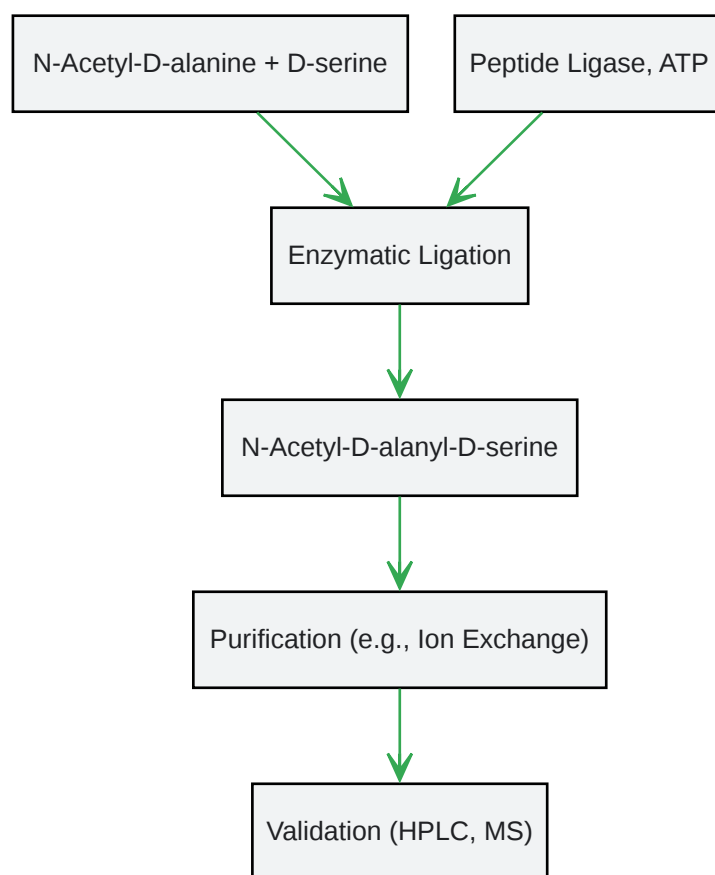 N-Acetyl-D-alanine + D-serine
Peptide Ligase, ATP
Enzymatic Ligation
N-Acetyl-D-alanyl-D-serine
Purification (e.g., Ion Exchange)
Validation (HPLC, MS)